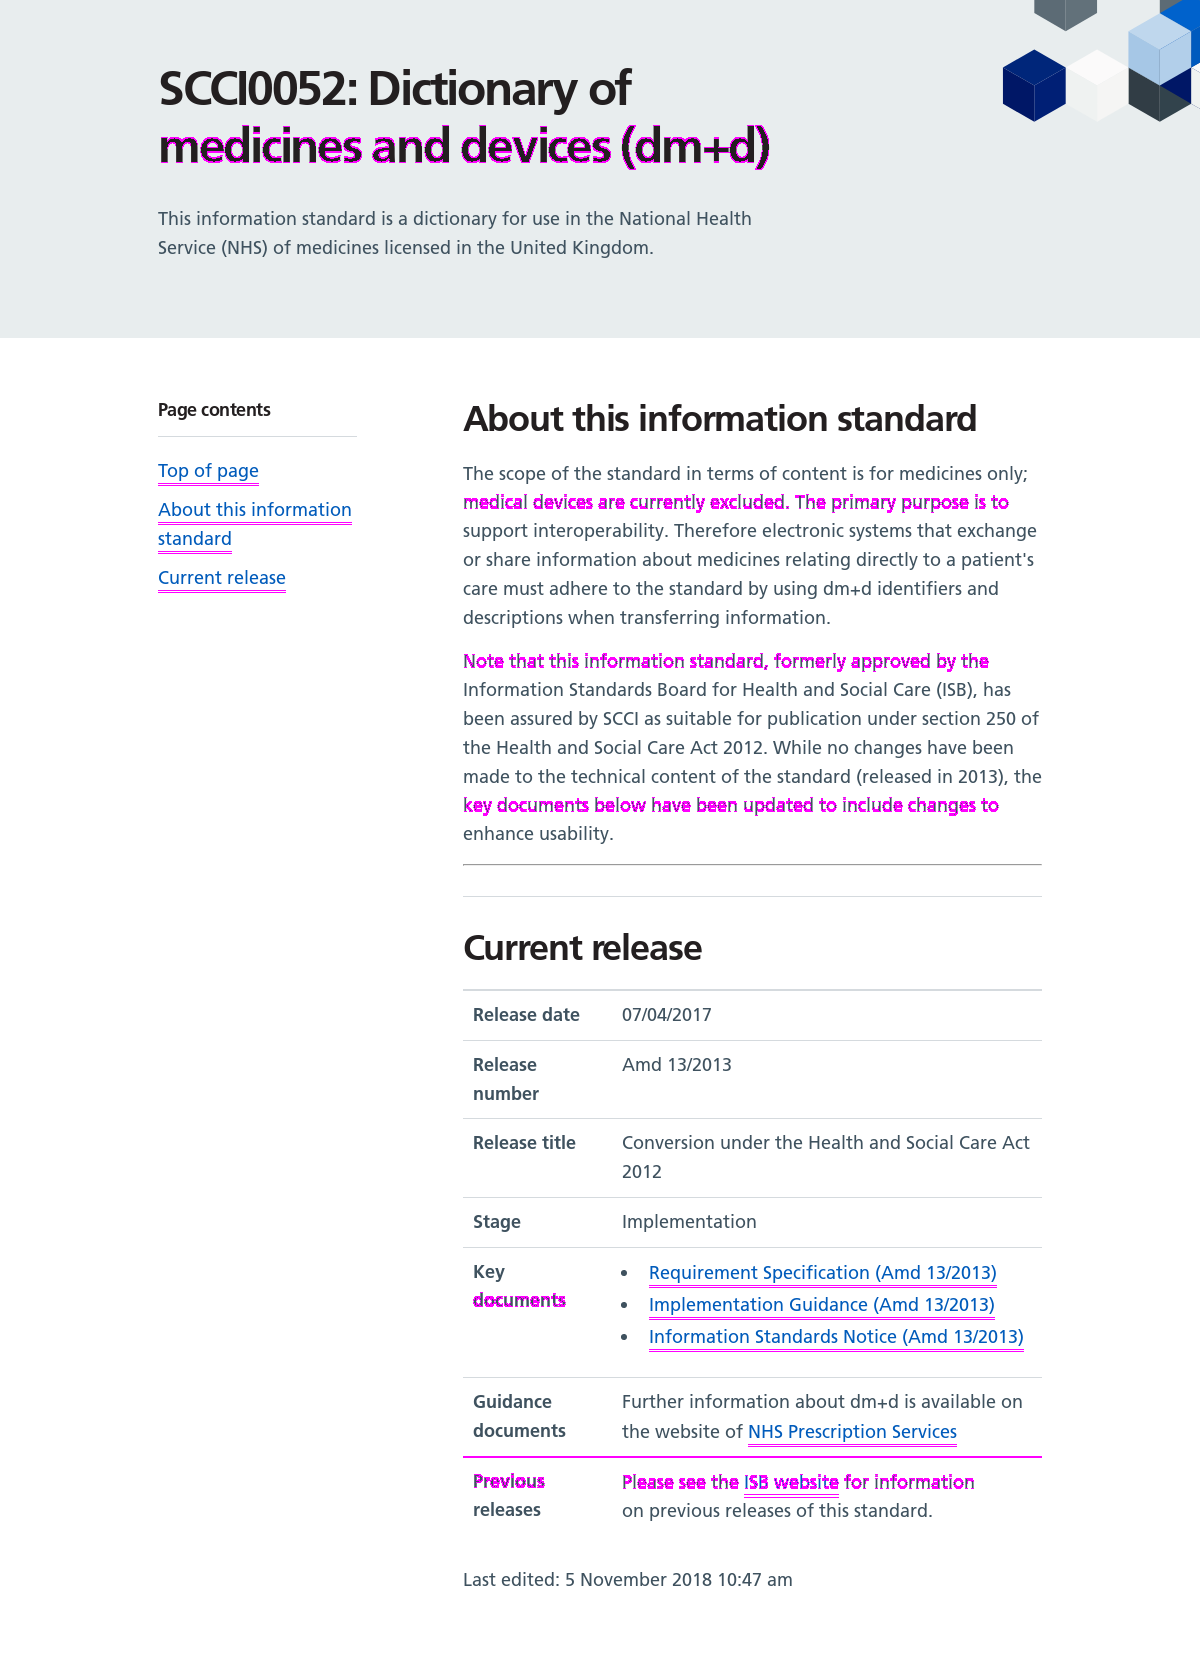 SCCI0052: Dictionary of
medicines and devices (dm+d)
This information standard is a dictionary for use in the National Health
Service (NHS) of medicines licensed in the United Kingdom.
Page contents
Top of page
About this information
standard
Current release
About this information standard
The scope of the standard in terms of content is for medicines only;
medical devices are currently excluded. The primary purpose is to
support interoperability. Therefore electronic systems that exchange
or share information about medicines relating directly to a patient's
care must adhere to the standard by using dm+d identifiers and
descriptions when transferring information.
Note that this information standard, formerly approved by the
Information Standards Board for Health and Social Care (ISB), has
been assured by SCCI as suitable for publication under section 250 of
the Health and Social Care Act 2012. While no changes have been
made to the technical content of the standard (released in 2013), the
key documents below have been updated to include changes to
enhance usability.
Current release
Release date 07/04/2017
Release Amd 13/2013
number
Release title Conversion under the Health and Social Care Act
2012
Stage Implementation
Key • Requirement Specification (Amd 13/2013)
documents • Implementation Guidance (Amd 13/2013)
• Information Standards Notice (Amd 13/2013)
Guidance Further information about dm+d is available on
documents the website of NHS Prescription Services
Previous Please see the ISB website for information
releases on previous releases of this standard.
Last edited: 5 November 2018 10:47 am